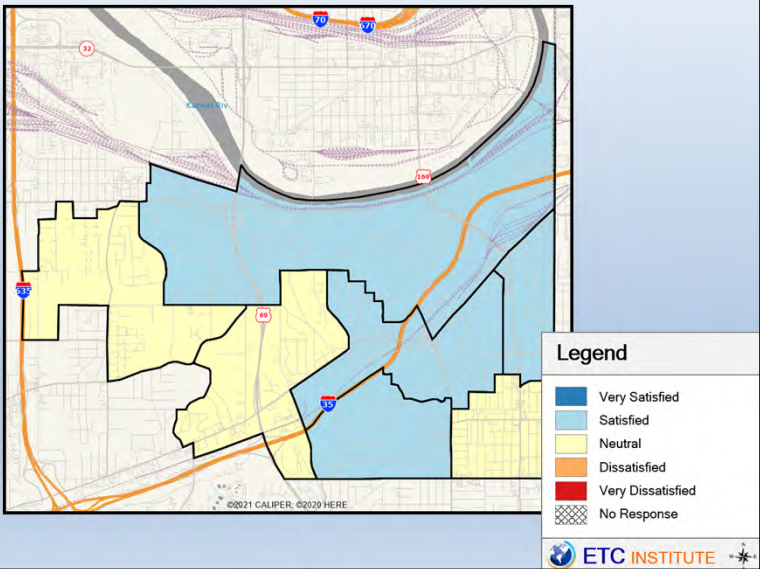 70
670
32
Kansas Riv
169
635
69
35
Legend
Very Satisfied
Satisfied
Neutral
Dissatisfied
Very Dissatisfied
No Response
©2021 CALIPER; ©2020 HERE
ETC INSTITUTE